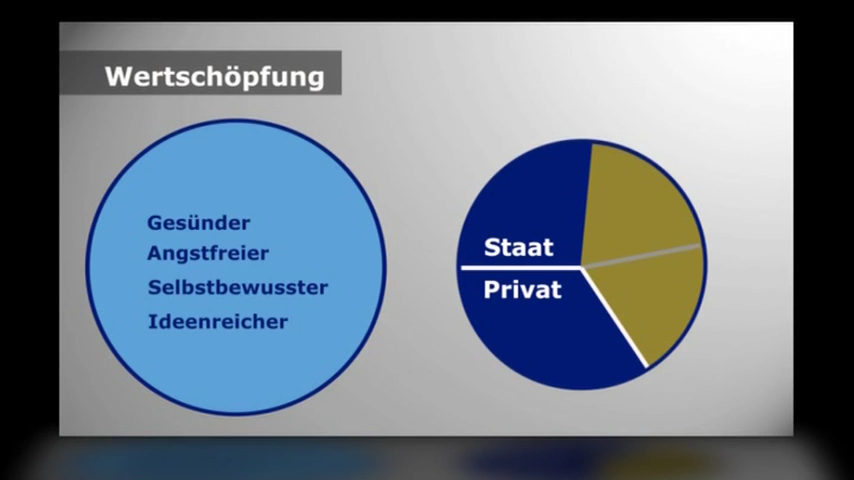 Wertschöpfung
Gesünder
Angstfreier
Selbstbewusster
Ideenreicher
Staat
Privat